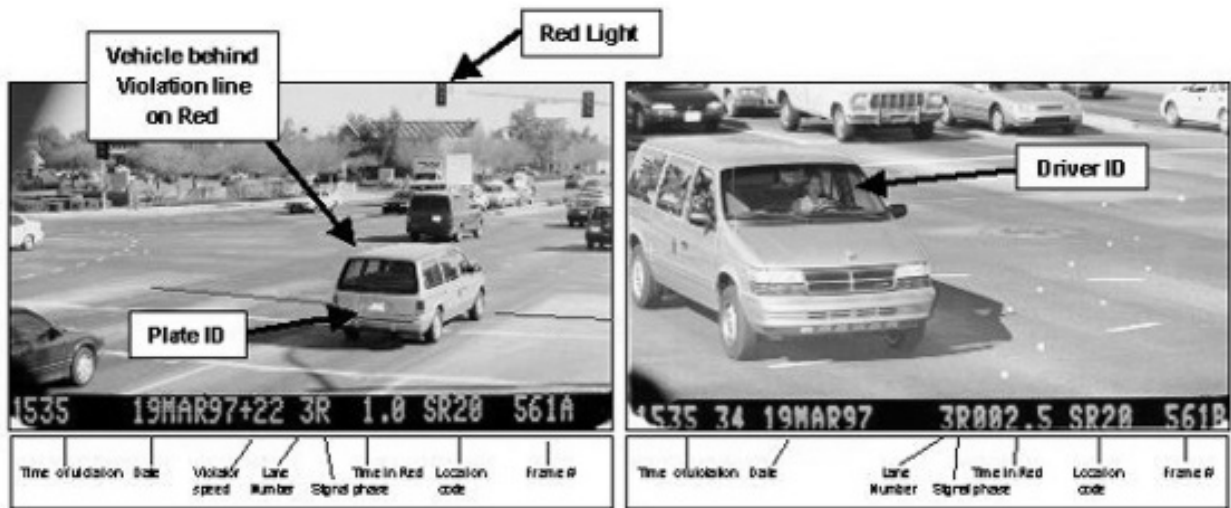 Red Light
Vehicle behind
Violation line
on Red
Driver ID
Plate ID
1535 19MAR97+22 3R 1.0 SR20 561A
1535 34 19MAR97 3R002.5 SR20 561B
Time of violation Date Violator speed Lane Number Signal phase Time in Red Location code Frame #
Time of violation Date Lane Number Signal phase Time in Red Location code Frame #